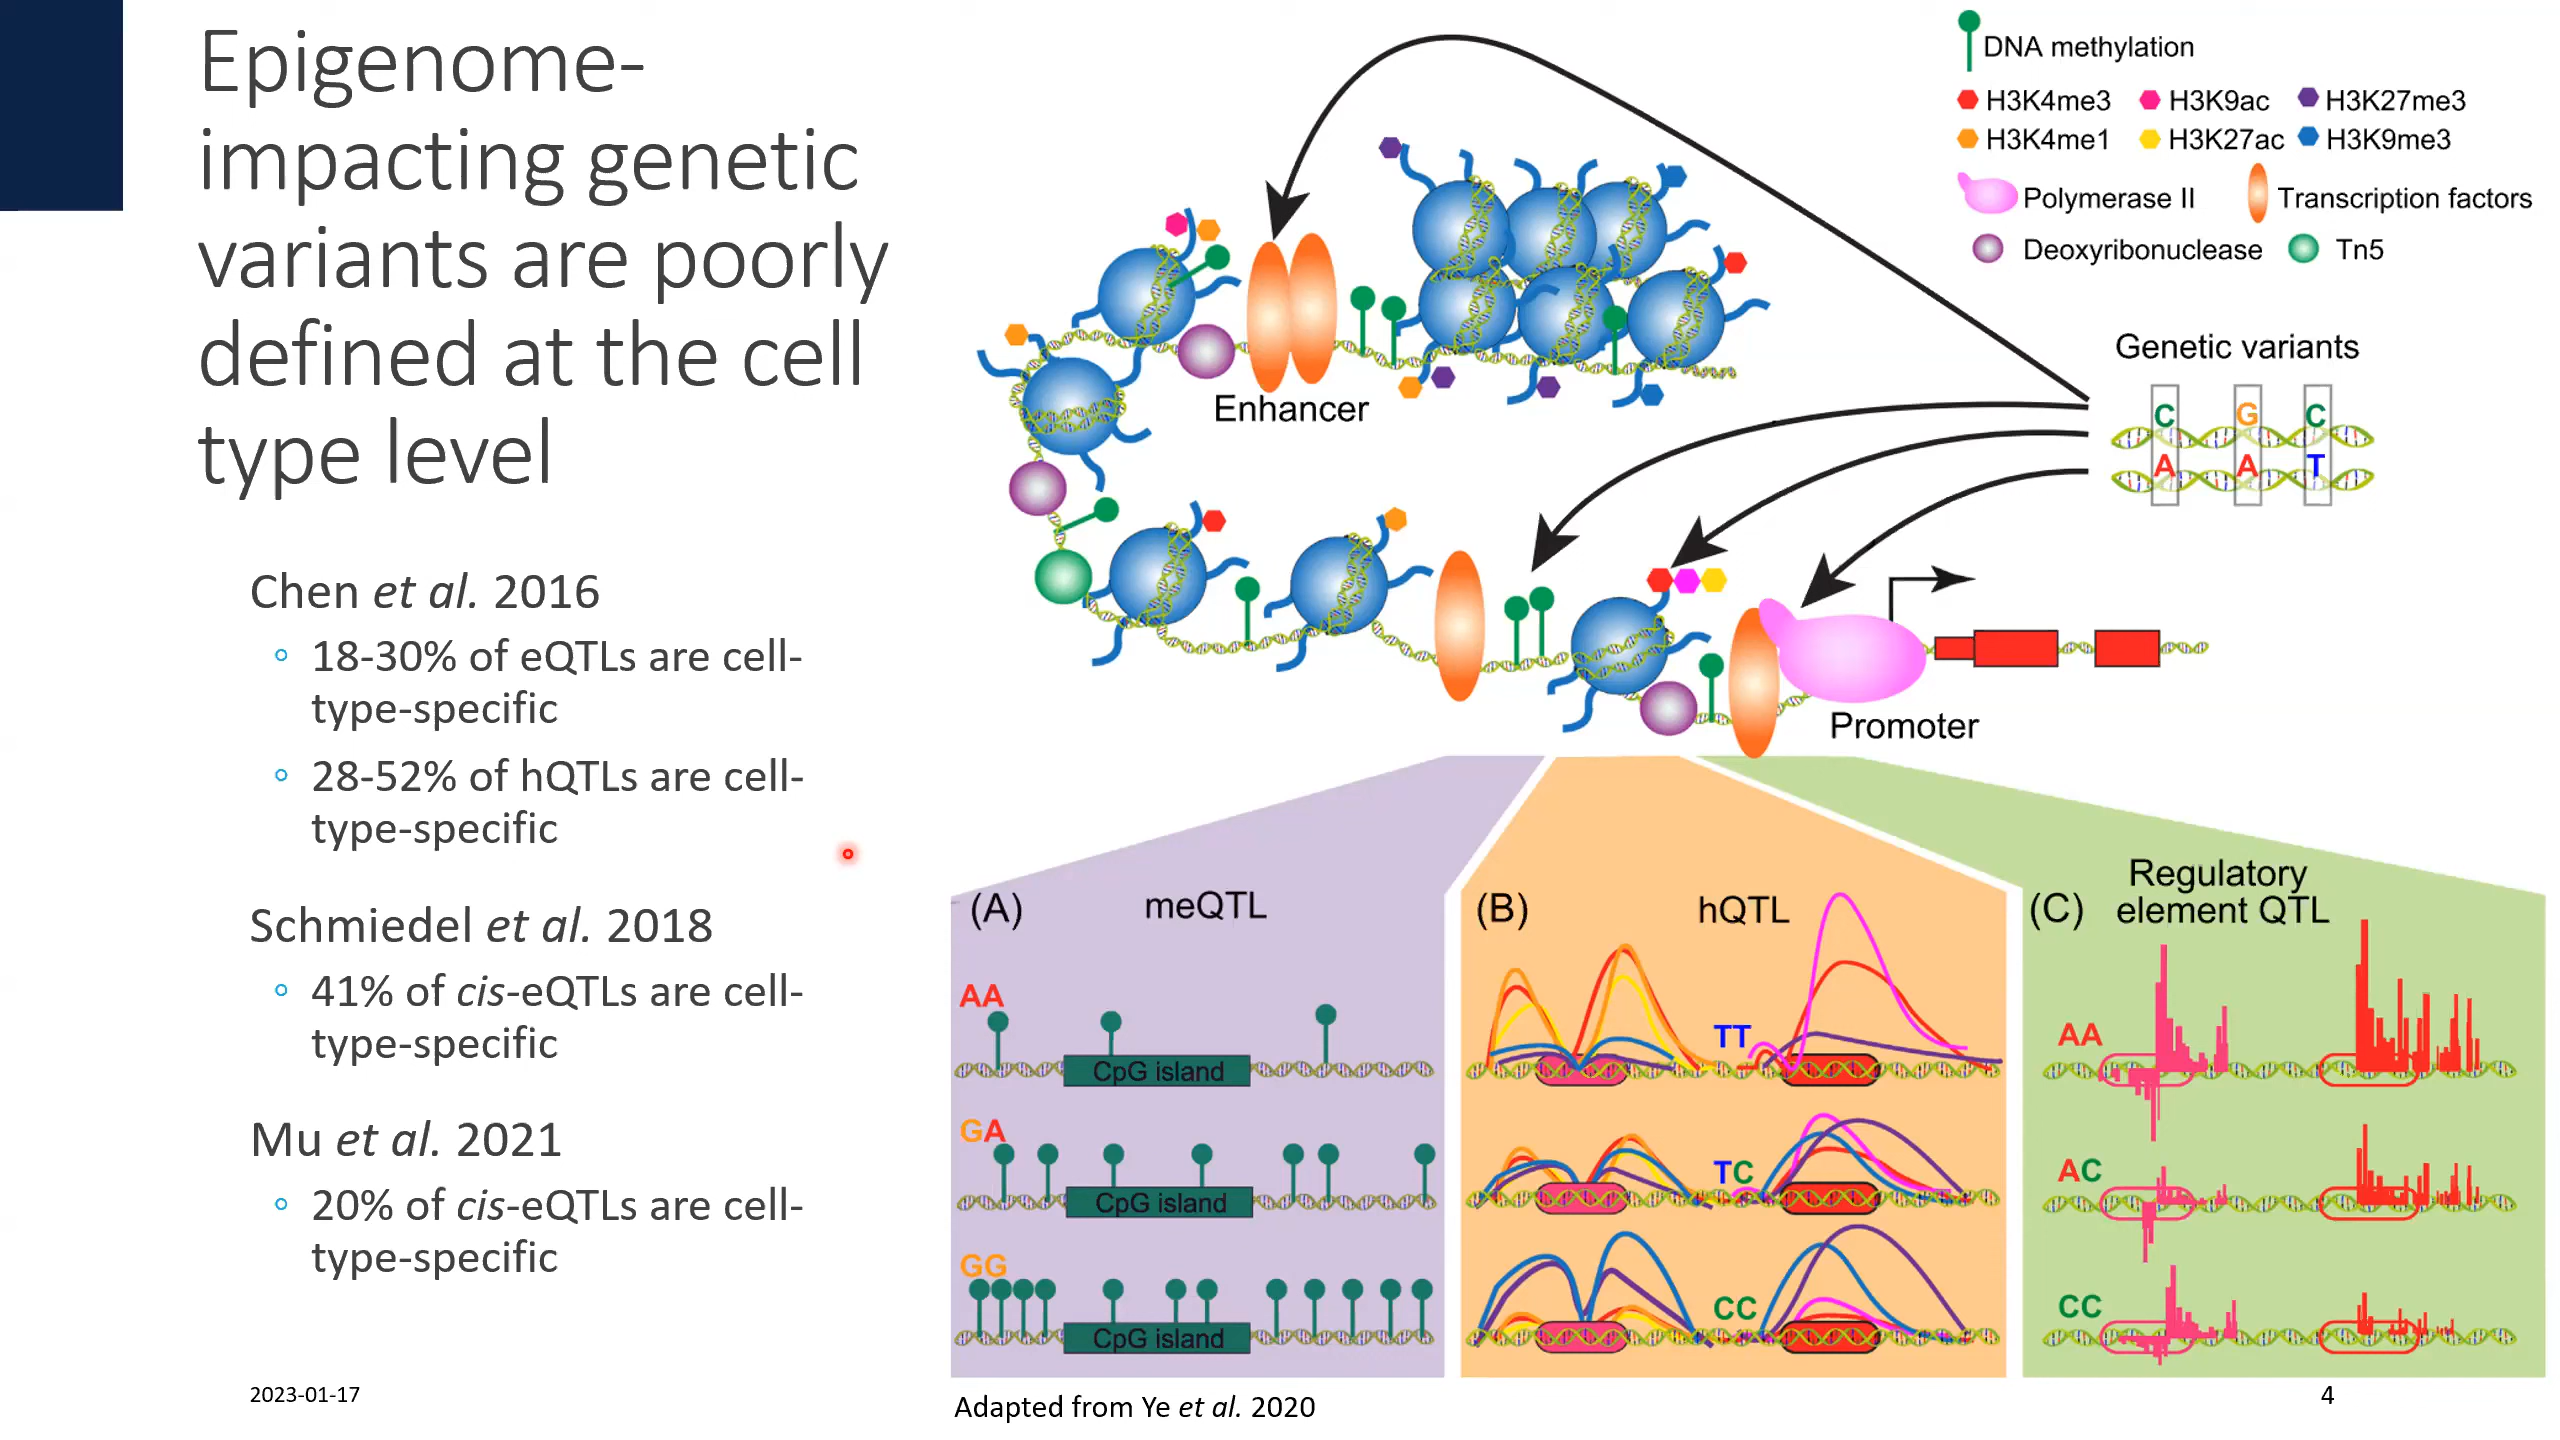 Epigenome-
impacting genetic
variants are poorly
defined at the cell
type level
Chen et al. 2016
18-30% of eQTLs are cell-
type-specific
28-52% of hQTLs are cell-
type-specific
Schmiedel et al. 2018
41% of cis-eQTLs are cell-
type-specific
Mu et al. 2021
20% of cis-eQTLs are cell-
type-specific
2023-01-17
DNA methylation
H3K4me3 H3K9ac H3K27me3
H3K4me1 H3K27ac H3K9me3
Polymerase II Transcription factors
Deoxyribonuclease Tn5
Genetic variants
C G C
A A T
Enhancer
Promoter
(A) meQTL
AA
CpG island
GA
CpG island
GG
CpG island
(B) hQTL
TT
TC
CC
(C) Regulatory
element QTL
AA
AC
CC
Adapted from Ye et al. 2020
4